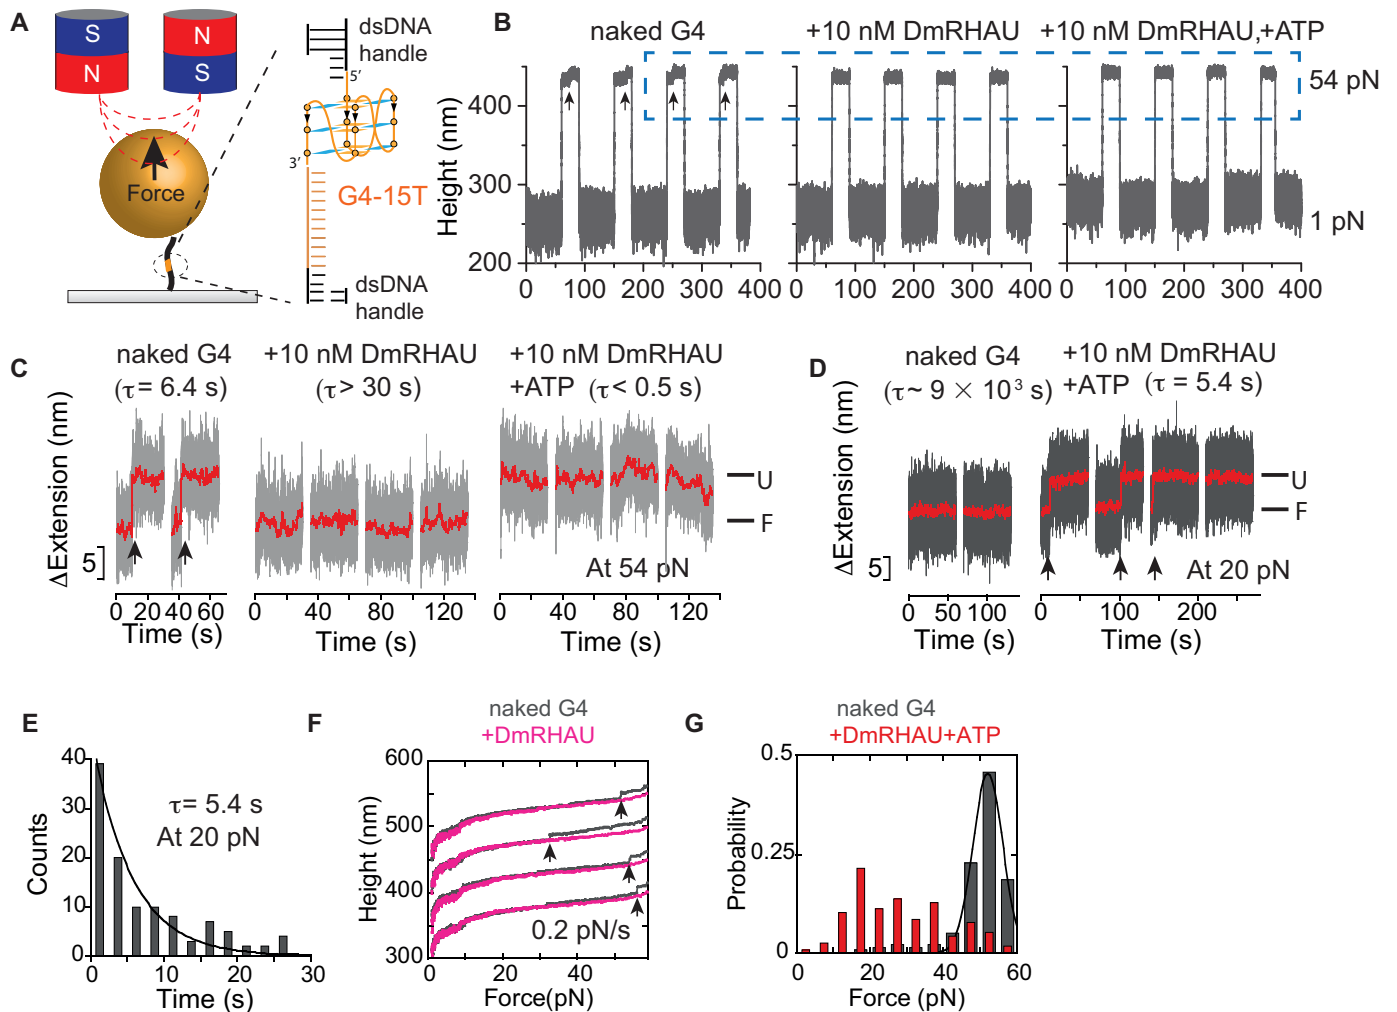 A
S
N
N
S
Force
dsDNA
handle
5′
3′
G4-15T
dsDNA
handle
B
naked G4
+10 nM DmRHAU
+10 nM DmRHAU,+ATP
Height (nm)
400
300
200
54 pN
1 pN
0 100 200 300 400
0 100 200 300 400
0 100 200 300 400
C
naked G4
(τ= 6.4 s)
+10 nM DmRHAU
(τ> 30 s)
+10 nM DmRHAU
+ATP (τ< 0.5 s)
ΔExtension (nm)
5
U
F
At 54 pN
0 20 40 60
0 40 80 120
0 40 80 120
Time (s)
Time (s)
Time (s)
D
naked G4
(τ~ 9 × 10³ s)
+10 nM DmRHAU
+ATP (τ = 5.4 s)
ΔExtension (nm)
5
U
F
At 20 pN
0 50 100
0 100 200
Time (s)
Time (s)
E
Counts
40
30
20
10
0
τ= 5.4 s
At 20 pN
0 10 20 30
Time (s)
F
naked G4
+DmRHAU
Height (nm)
600
500
400
300
0.2 pN/s
0 20 40
Force(pN)
G
naked G4
+DmRHAU+ATP
Probability
0.5
0.25
0
0 20 40 60
Force (pN)